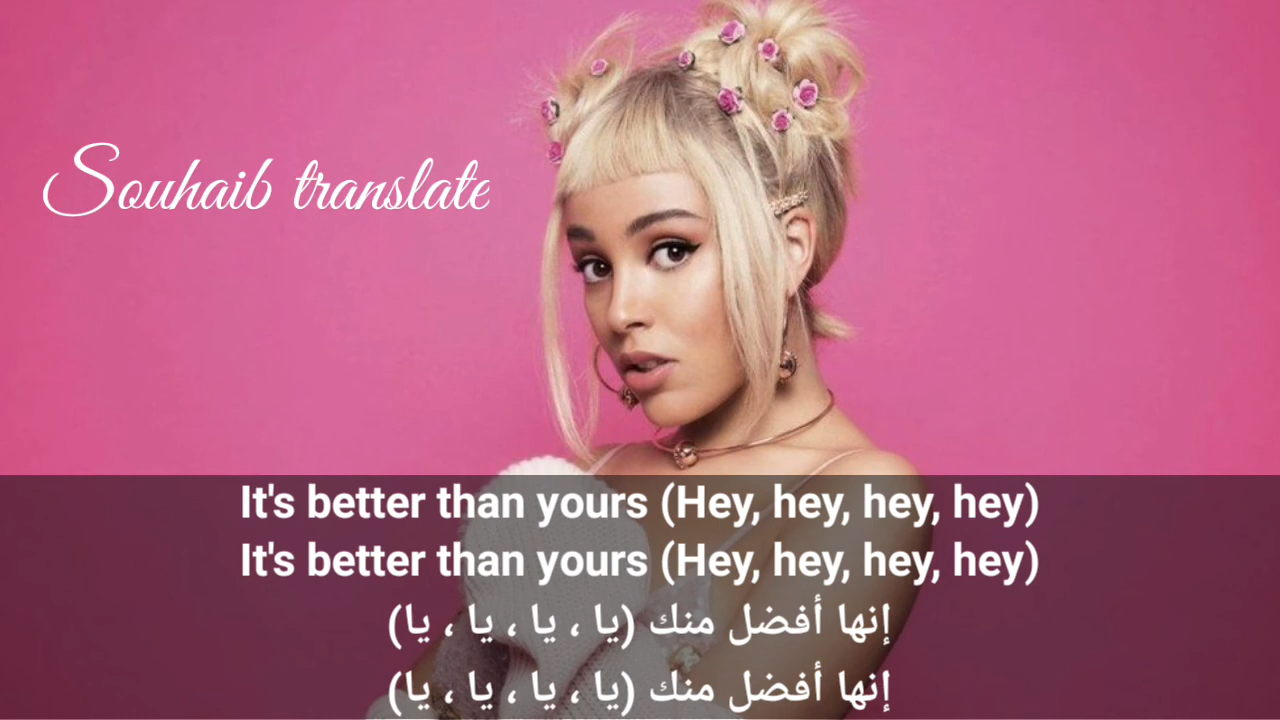 Souhaib translate
It's better than yours (Hey, hey, hey, hey)
It's better than yours (Hey, hey, hey, hey)
إنها أفضل منك (يا ، يا ، يا ، يا)
إنها أفضل منك (يا ، يا ، يا ، يا)